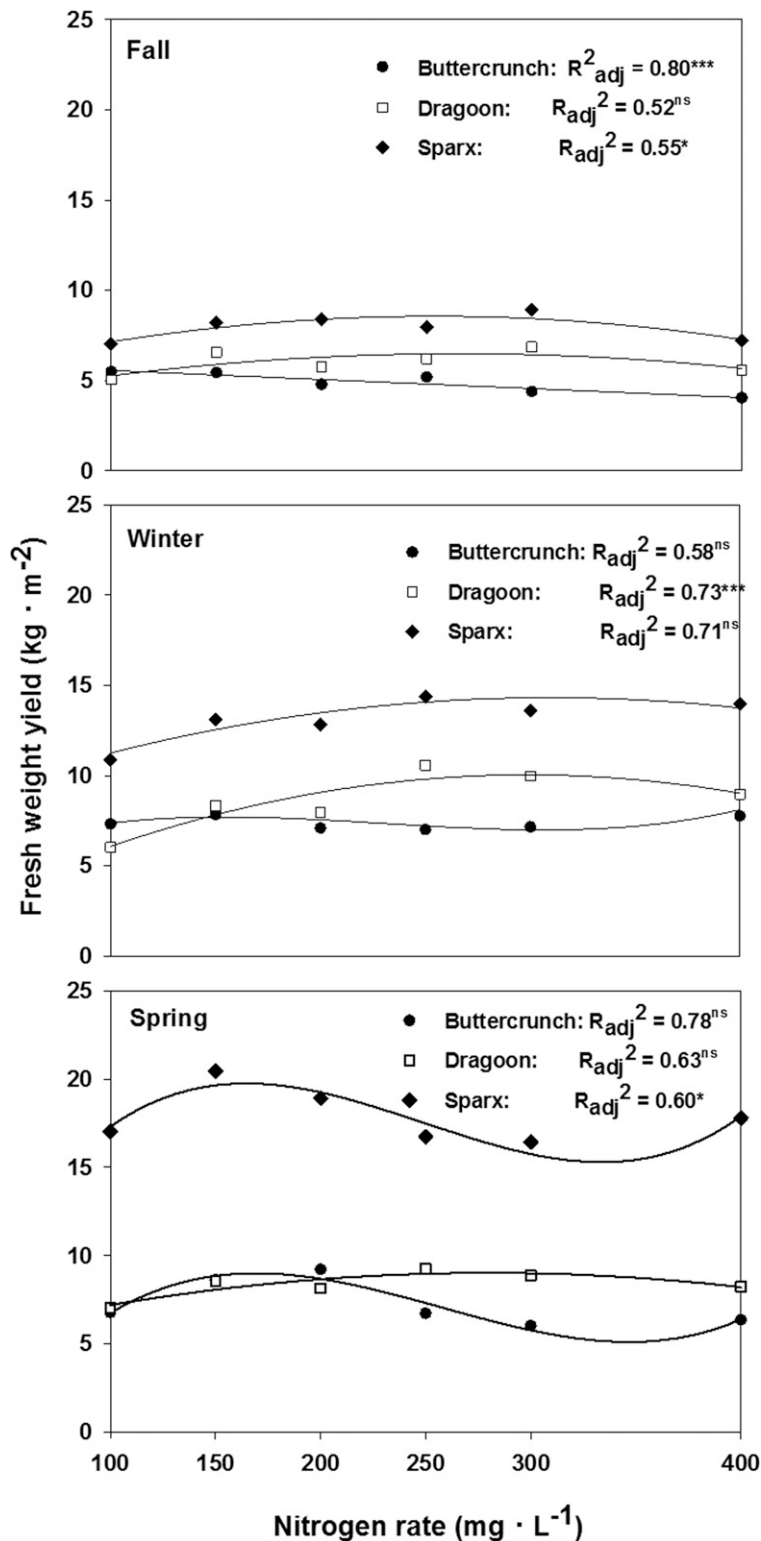 25
20
15
10
5
0
Fall
Buttercrunch: R²adj = 0.80***
Dragoon: Radj² = 0.52ns
Sparx: Radj² = 0.55*
25
20
15
10
5
0
Winter
Buttercrunch: Radj² = 0.58ns
Dragoon: Radj² = 0.73***
Sparx: Radj² = 0.71ns
Fresh weight yield (kg · m-2)
25
20
15
10
5
0
Spring
Buttercrunch: Radj² = 0.78ns
Dragoon: Radj² = 0.63ns
Sparx: Radj² = 0.60*
100 150 200 250 300 400
Nitrogen rate (mg · L-1)